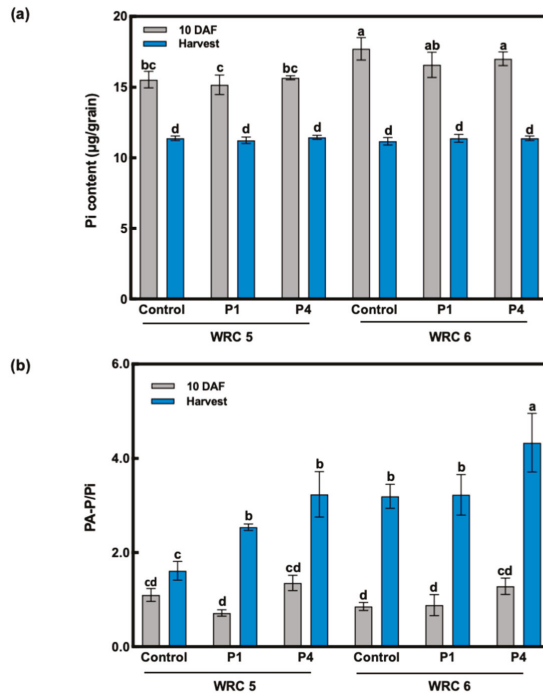 (a)
10 DAF
Harvest
Pi content (µg/grain)
20
15
10
5
0
bc d c d bc d a d ab d a d
Control P1 P4 Control P1 P4
WRC 5 WRC 6
(b)
10 DAF
Harvest
PA-P/Pi
6.0
4.0
2.0
0.0
cd c d b cd b d b d b cd a
Control P1 P4 Control P1 P4
WRC 5 WRC 6